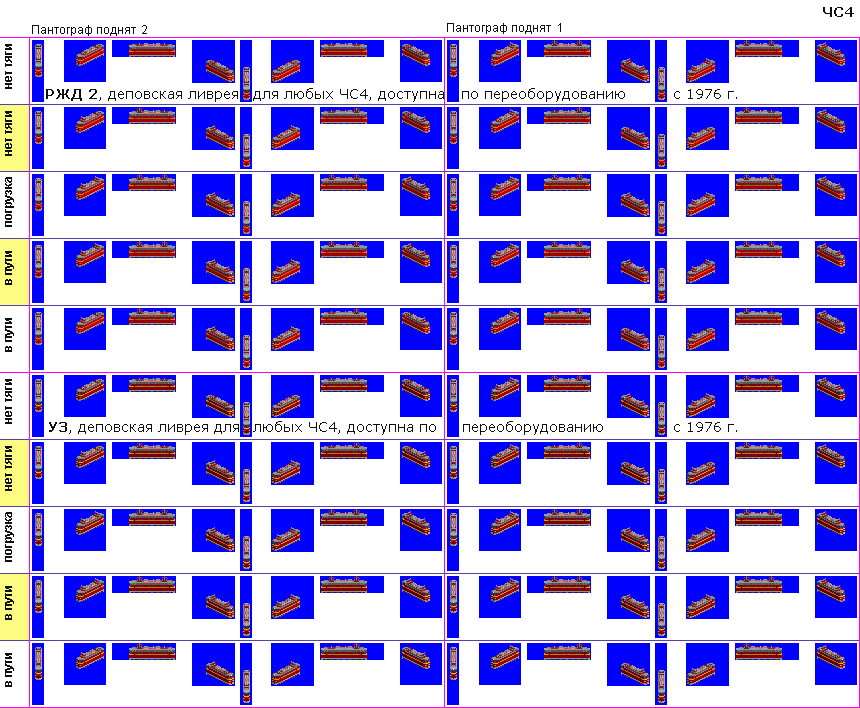 ЧС4
Пантограф поднят 2
Пантограф поднят 1
нет тяги
РЖД 2, деповская ливрея для любых ЧС4, доступна по переоборудованию с 1976 г.
нет тяги
погрузка
в пути
в пути
нет тяги
УЗ, деповская ливрея для любых ЧС4, доступна по переоборудованию с 1976 г.
нет тяги
погрузка
в пути
в пути